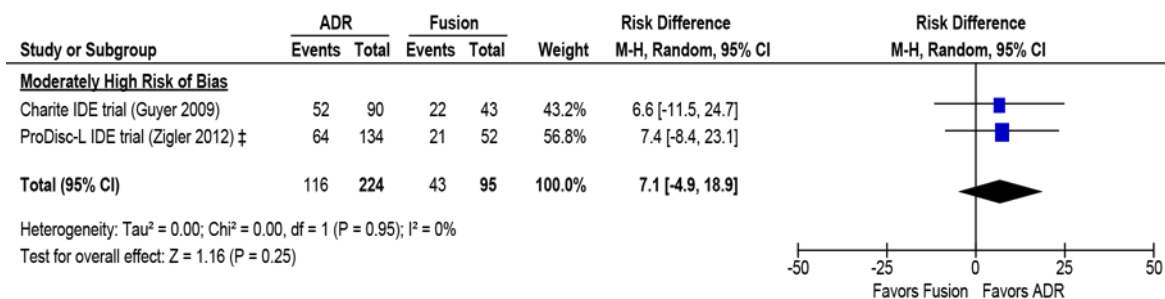 ADR Fusion Risk Difference Risk Difference
Study or Subgroup Events Total Events Total Weight M-H, Random, 95% CI M-H, Random, 95% CI
Moderately High Risk of Bias
Charite IDE trial (Guyer 2009) 52 90 22 43 43.2% 6.6 [-11.5, 24.7]
ProDisc-L IDE trial (Zigler 2012) ‡ 64 134 21 52 56.8% 7.4 [-8.4, 23.1]
Total (95% CI) 116 224 43 95 100.0% 7.1 [-4.9, 18.9]
Heterogeneity: Tau² = 0.00; Chi² = 0.00, df = 1 (P = 0.95); I² = 0%
Test for overall effect: Z = 1.16 (P = 0.25)
-50 -25 0 25 50
Favors Fusion Favors ADR